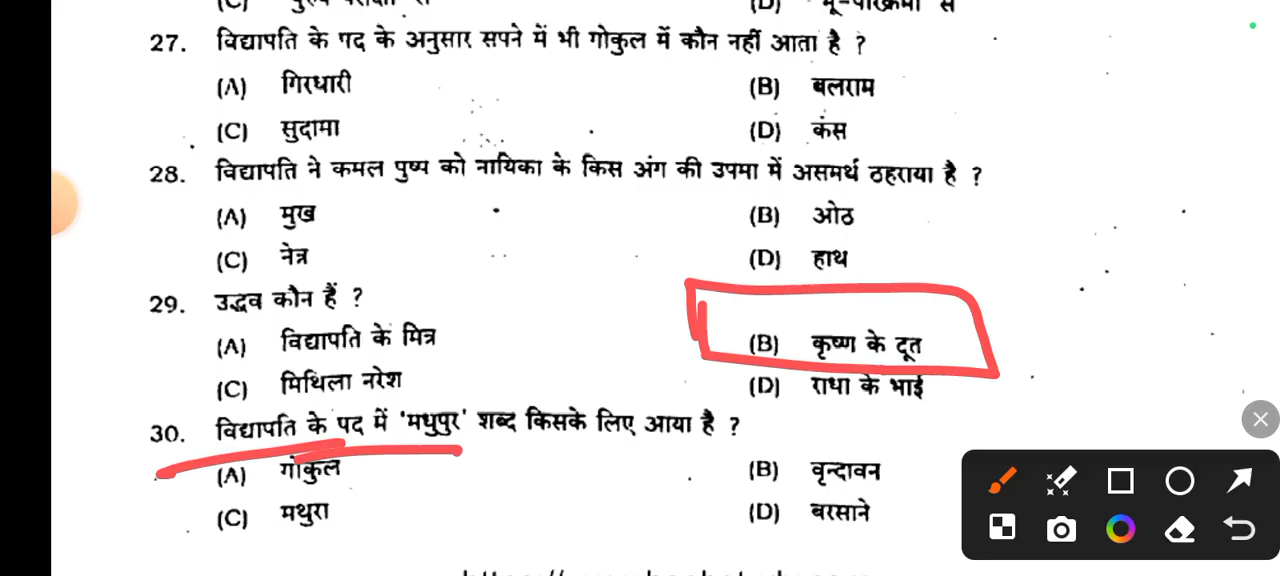 27. विद्यापति के पद के अनुसार सपने में भी गोकुल में कौन नहीं आता है ?
(A) गिरधारी (B) बलराम
(C) सुदामा (D) कंस
28. विद्यापति ने कमल पुष्प को नायिका के किस अंग की उपमा में असमर्थ ठहराया है ?
(A) मुख (B) ओठ
(C) नेत्र (D) हाथ
29. उद्धव कौन हैं ?
(A) विद्यापति के मित्र (B) कृष्ण के दूत
(C) मिथिला नरेश (D) राधा के भाई
30. विद्यापति के पद में 'मधुपुर' शब्द किसके लिए आया है ?
(A) गोकुल (B) वृन्दावन
(C) मथुरा (D) बरसाने